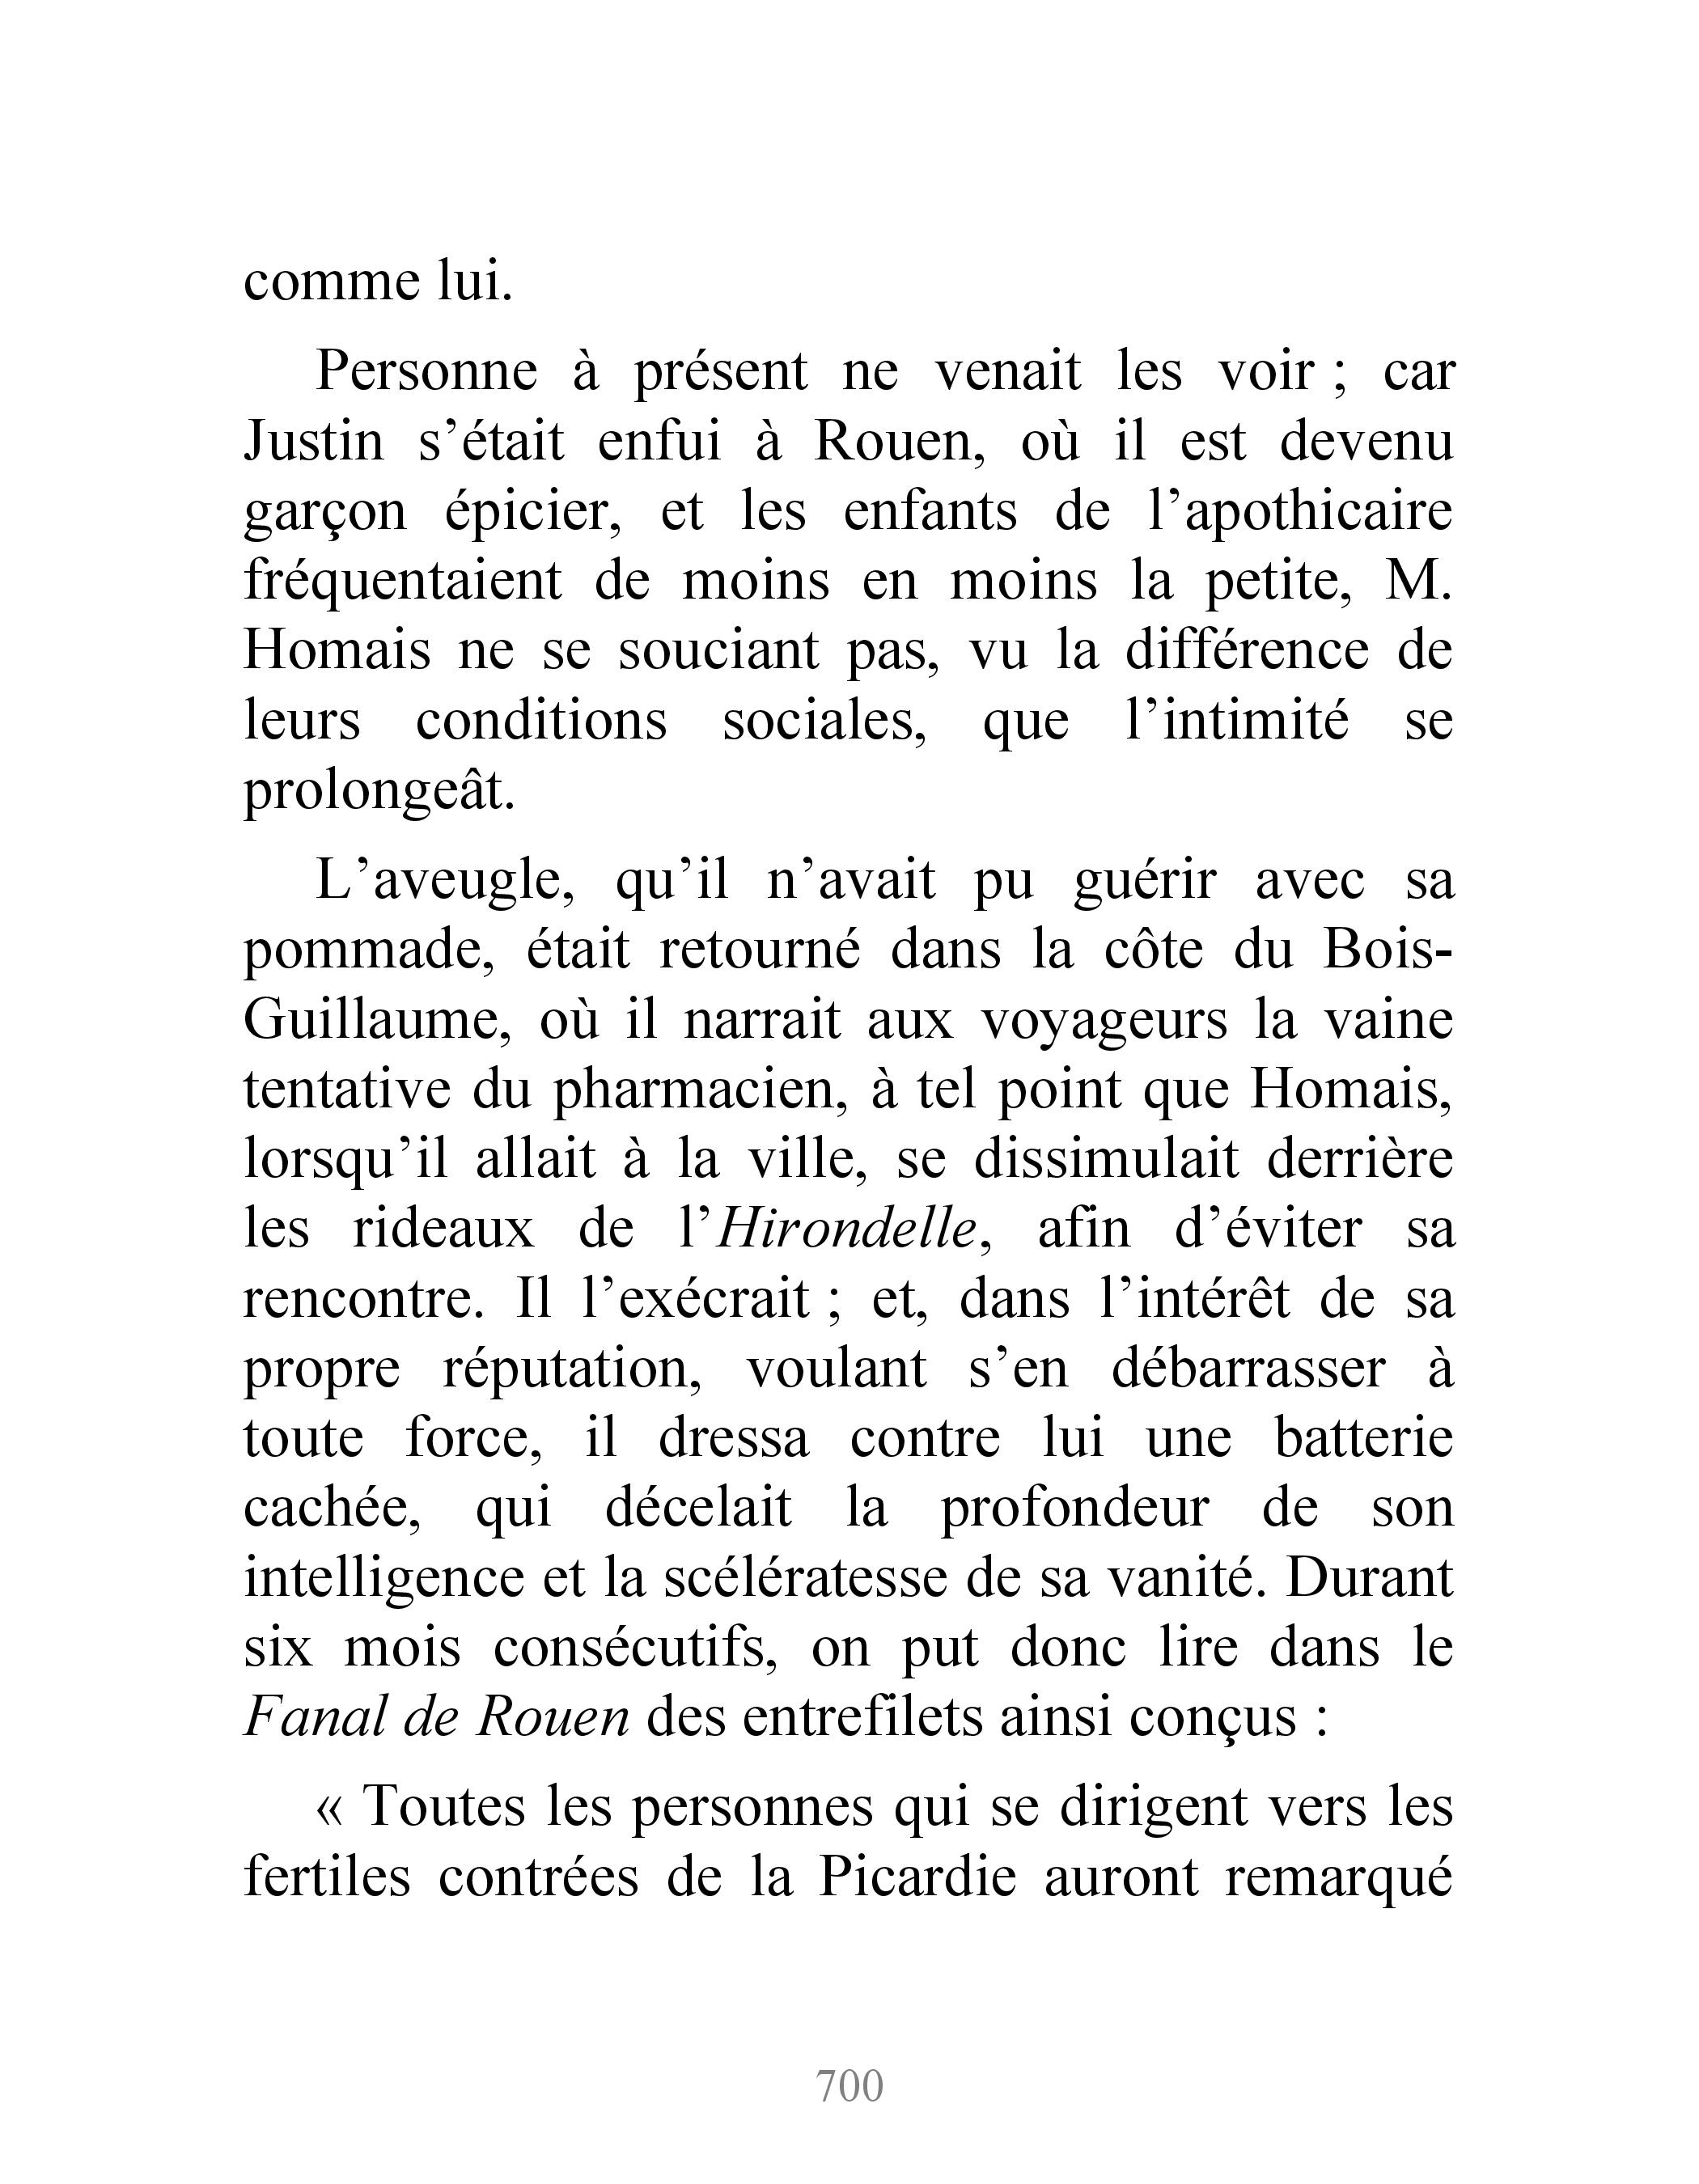 comme lui.
Personne à présent ne venait les voir ; car
Justin s’était enfui à Rouen, où il est devenu
garçon épicier, et les enfants de l’apothicaire
fréquentaient de moins en moins la petite, M.
Homais ne se souciant pas, vu la différence de
leurs conditions sociales, que l’intimité se
prolongeât.
L’aveugle, qu’il n’avait pu guérir avec sa
pommade, était retourné dans la côte du Bois-
Guillaume, où il narrait aux voyageurs la vaine
tentative du pharmacien, à tel point que Homais,
lorsqu’il allait à la ville, se dissimulait derrière
les rideaux de l’Hirondelle, afin d’éviter sa
rencontre. Il l’exécrait ; et, dans l’intérêt de sa
propre réputation, voulant s’en débarrasser à
toute force, il dressa contre lui une batterie
cachée, qui décelait la profondeur de son
intelligence et la scélératesse de sa vanité. Durant
six mois consécutifs, on put donc lire dans le
Fanal de Rouen des entrefilets ainsi conçus :
« Toutes les personnes qui se dirigent vers les
fertiles contrées de la Picardie auront remarqué
700